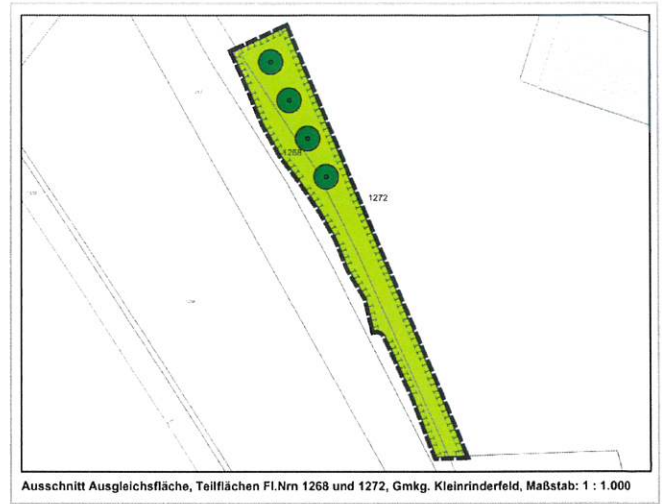 1268
1272
Ausschnitt Ausgleichsfläche, Teilflächen Fl.Nrn 1268 und 1272, Gmkg. Kleinrinderfeld, Maßstab: 1 : 1.000